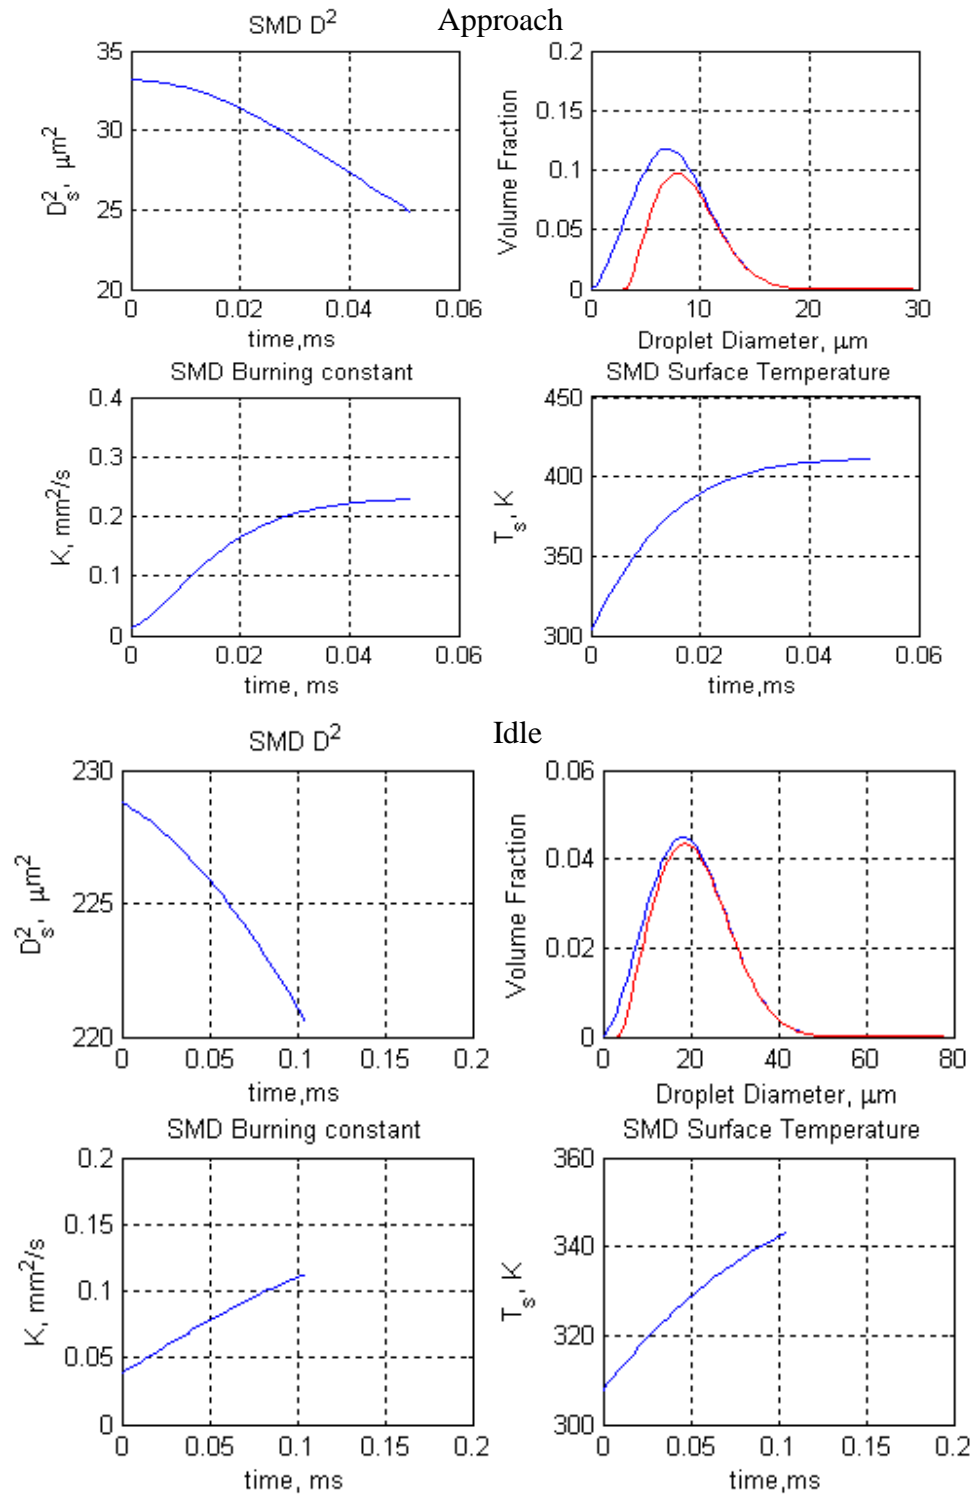 Approach
SMD D²
D²ₛ, μm²
35
30
25
20
0
0.02
0.04
0.06
time,ms
Volume Fraction
0.2
0.15
0.1
0.05
0
0
10
20
30
Droplet Diameter, μm
SMD Burning constant
K, mm²/s
0.4
0.3
0.2
0.1
0
0
0.02
0.04
0.06
time, ms
SMD Surface Temperature
Tₛ, K
450
400
350
300
0
0.02
0.04
0.06
time,ms
Idle
SMD D²
D²ₛ, μm²
230
225
220
0
0.05
0.1
0.15
0.2
time,ms
Volume Fraction
0.06
0.04
0.02
0
0
20
40
60
80
Droplet Diameter, μm
SMD Burning constant
K, mm²/s
0.2
0.15
0.1
0.05
0
0
0.05
0.1
0.15
0.2
time, ms
SMD Surface Temperature
Tₛ, K
360
340
320
300
0
0.05
0.1
0.15
0.2
time,ms